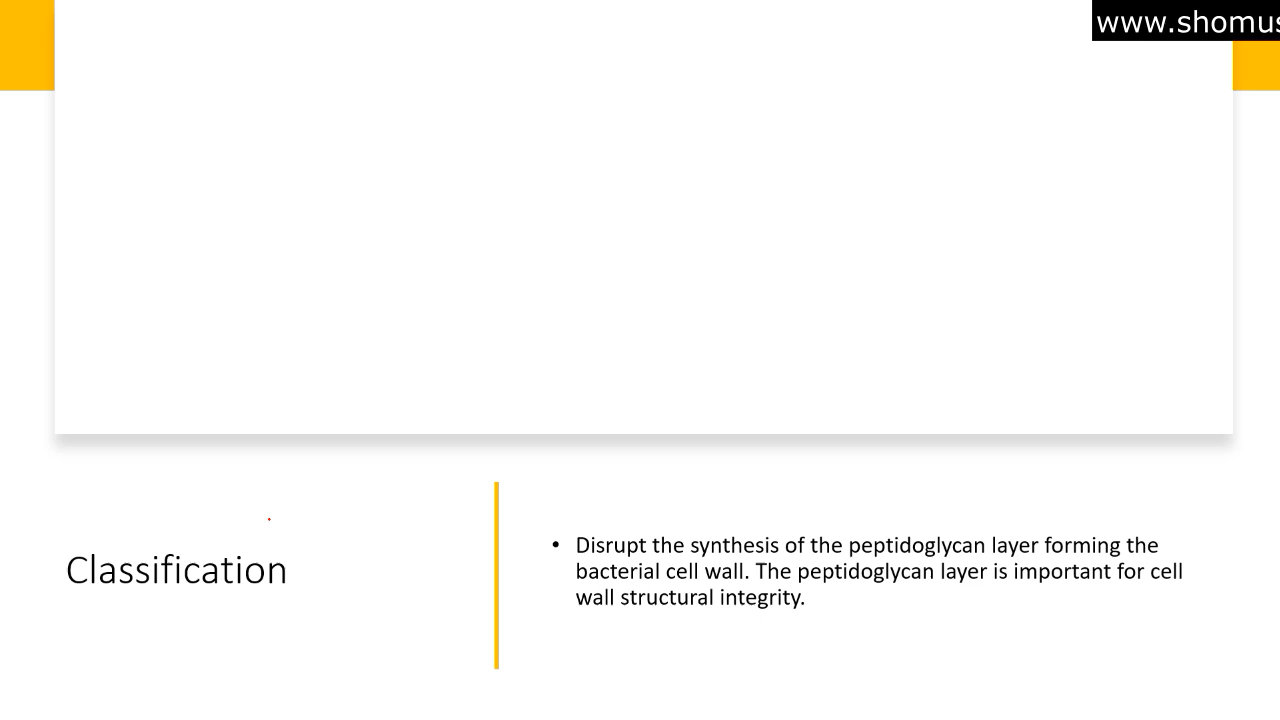 www.shomus
Classification
• Disrupt the synthesis of the peptidoglycan layer forming the
bacterial cell wall. The peptidoglycan layer is important for cell
wall structural integrity.